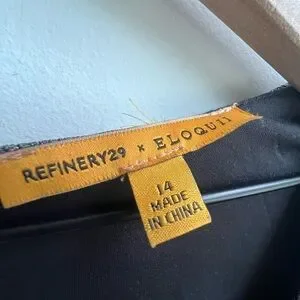 REFINERY29 x ELOQUII
14
MADE
IN CHINA